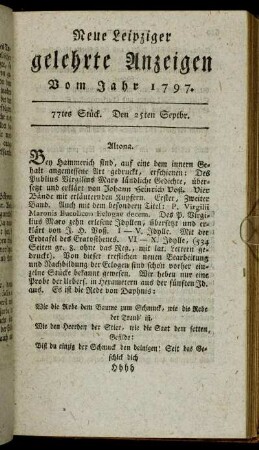 Neue Leipziger
gelehrte Anzeigen
Vom Jahr 1797.
77tes Stück. Den 25ten Septbr.
Altona.
Bey Hammerich sind, auf eine dem innern Ge-
halt angemessene Art gedruckt, erschienen: Des
Publius Virgilius Maro ländliche Gedichte, über-
setzt und erklärt von Johann Heinrich Voß. Vier
Bände mit erläuternden Kupfern. Erster, Zweiter
Band. Auch mit dem besondern Titel: P. Virgilii
Maronis Bucolicon Eclogae decem. Des P. Virgi-
lius Maro zehn erlesene Idyllen, übersetzt und er-
klärt von J. H. Voß. I — V. Idylle. Mit der
Erdtafel des Eratosthenes. VI — X. Idylle. (534
Seiten gr. 8. ohne das Reg., mit lat. Lettern ge-
druckt). Von dieser trefflichen neuen Bearbeitung
und Nachbildung der Eklogen sind schon vorher ein-
zelne Stücke bekannt gewesen. Wir heben nur eine
Probe der Uebers. in Hexametern aus der fünften Id.
aus. Es ist die Rede von Daphnis:
Wie die Rebe dem Baume zum Schmuck, wie die Rebe
der Traub' ist,
Wie den Heerden der Stier, wie die Saat dem fetten
Gefilde:
Bist du einzig der Schmuck den deinigen! Seit das Ge-
schick dich
Hhhh